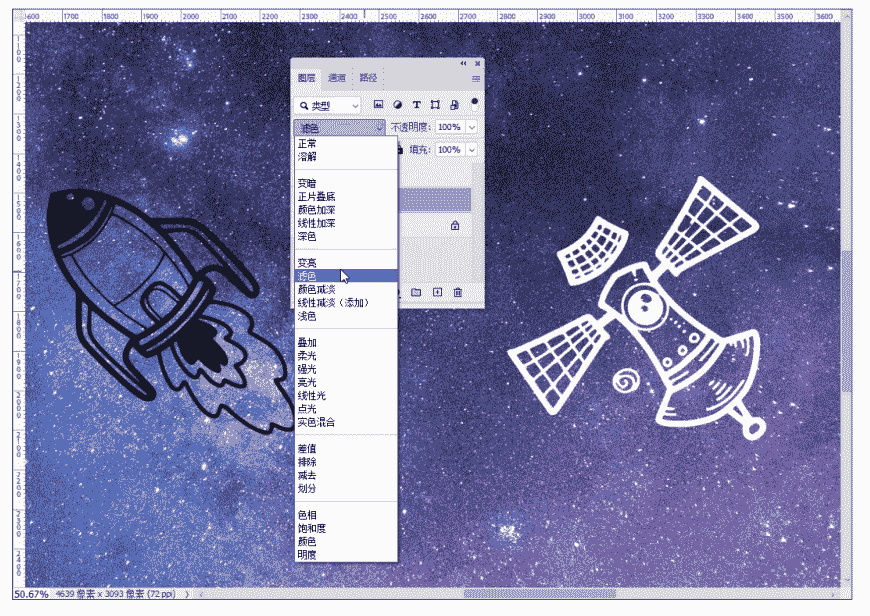 600 1700 1800 1900 2000 2100 2200 2300 2400 2500 2600 2700 2800 2900 3000 3100 3200 3300 3400 3500 3600
图层 通道 路径
类型
滤色 不透明度: 100%
填充: 100%
正常
溶解
变暗
正片叠底
颜色加深
线性加深
深色
变亮
滤色
颜色减淡
线性减淡（添加）
浅色
叠加
柔光
强光
亮光
线性光
点光
实色混合
差值
排除
减去
划分
色相
饱和度
颜色
明度
50.67% 4639 像素 x 3093 像素 (72 ppi)